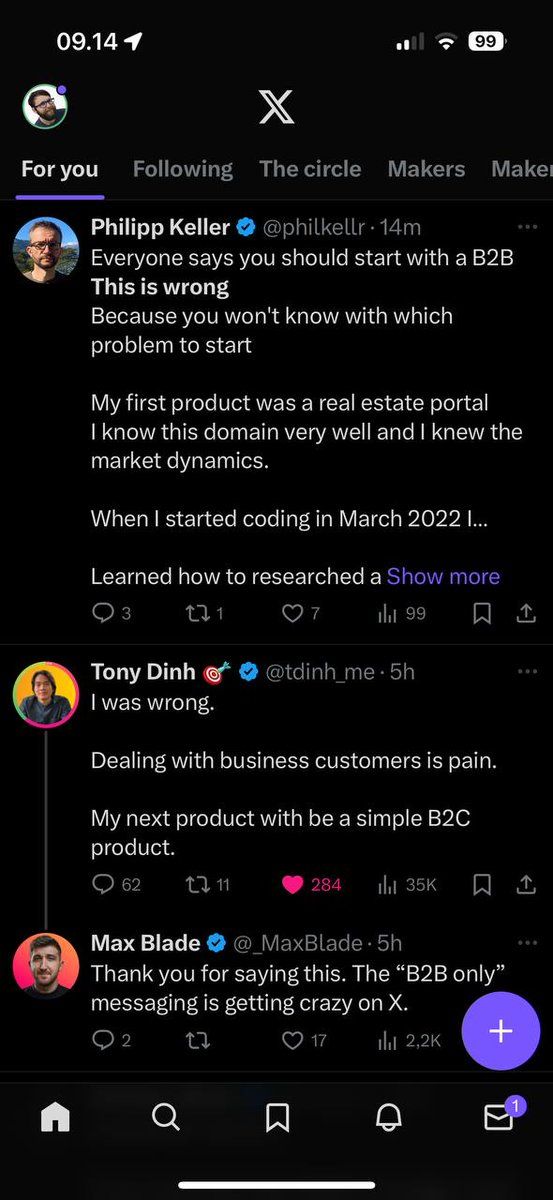 09.14
99
For you Following The circle Makers Maker
Philipp Keller @philkellr · 14m
Everyone says you should start with a B2B
This is wrong
Because you won't know with which
problem to start
My first product was a real estate portal
I know this domain very well and I knew the
market dynamics.
When I started coding in March 2022 I...
Learned how to researched a Show more
3 1 7 99
Tony Dinh 🎯 @tdinh_me · 5h
I was wrong.
Dealing with business customers is pain.
My next product with be a simple B2C
product.
62 11 284 35K
Max Blade @_MaxBlade · 5h
Thank you for saying this. The “B2B only”
messaging is getting crazy on X.
2 17 2,2K
1